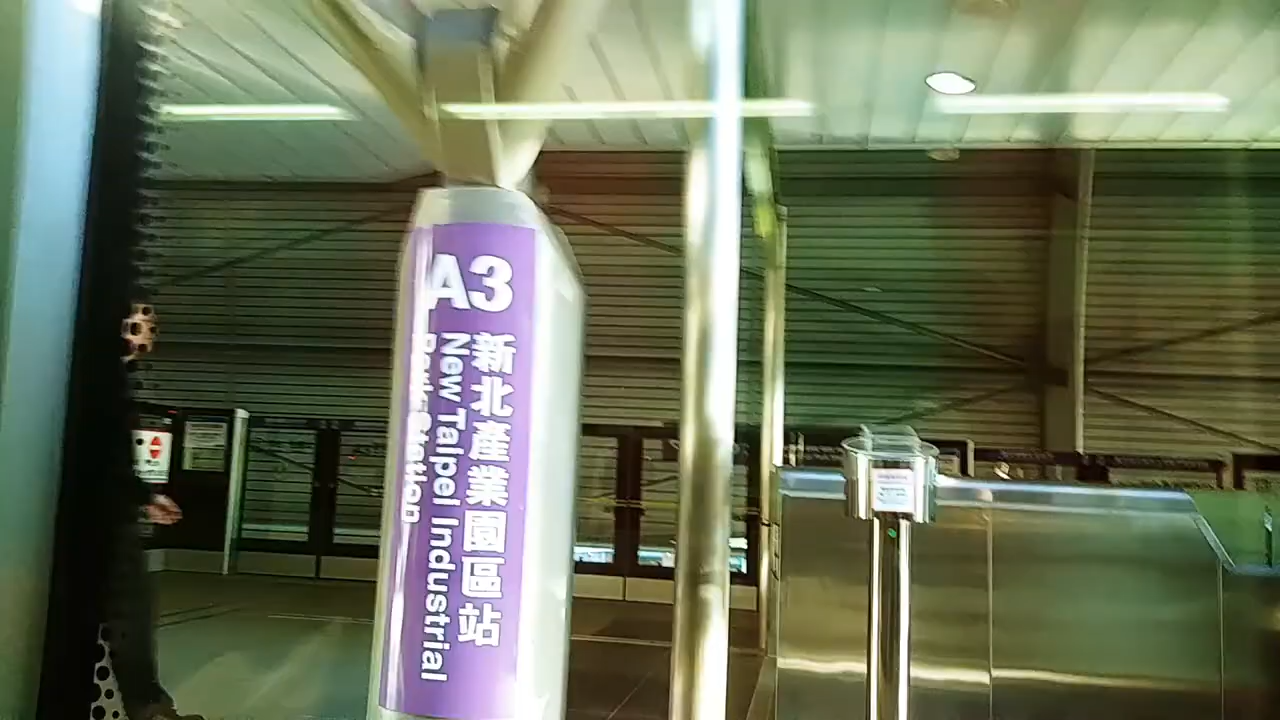 A3
新北產業園區站
New Taipei Industrial
Park Station